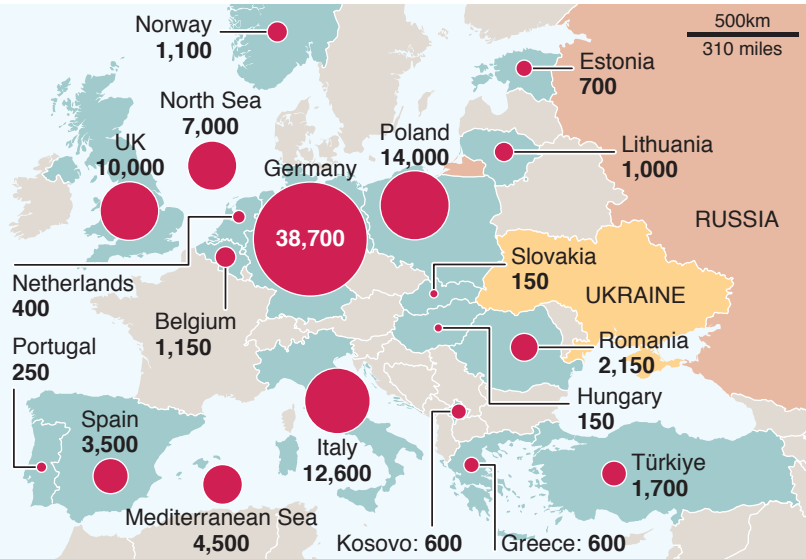 Norway
1,100
500km
310 miles
Estonia
700
North Sea
7,000
UK
10,000
Poland
14,000
Germany
38,700
Lithuania
1,000
RUSSIA
Netherlands
400
Slovakia
150
UKRAINE
Belgium
1,150
Romania
2,150
Portugal
250
Hungary
150
Spain
3,500
Italy
12,600
Türkiye
1,700
Mediterranean Sea
4,500
Kosovo: 600
Greece: 600